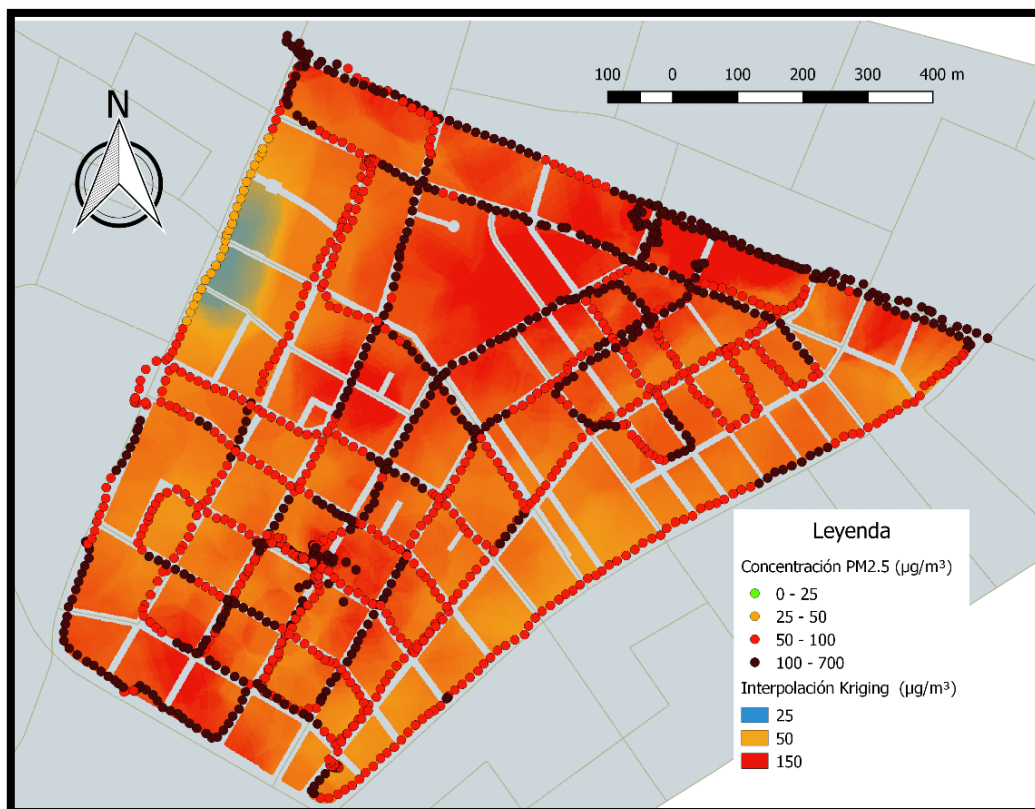 100 0 100 200 300 400 m
N
Leyenda
Concentración PM2.5 (µg/m³)
0 - 25
25 - 50
50 - 100
100 - 700
Interpolación Kriging (µg/m³)
25
50
150